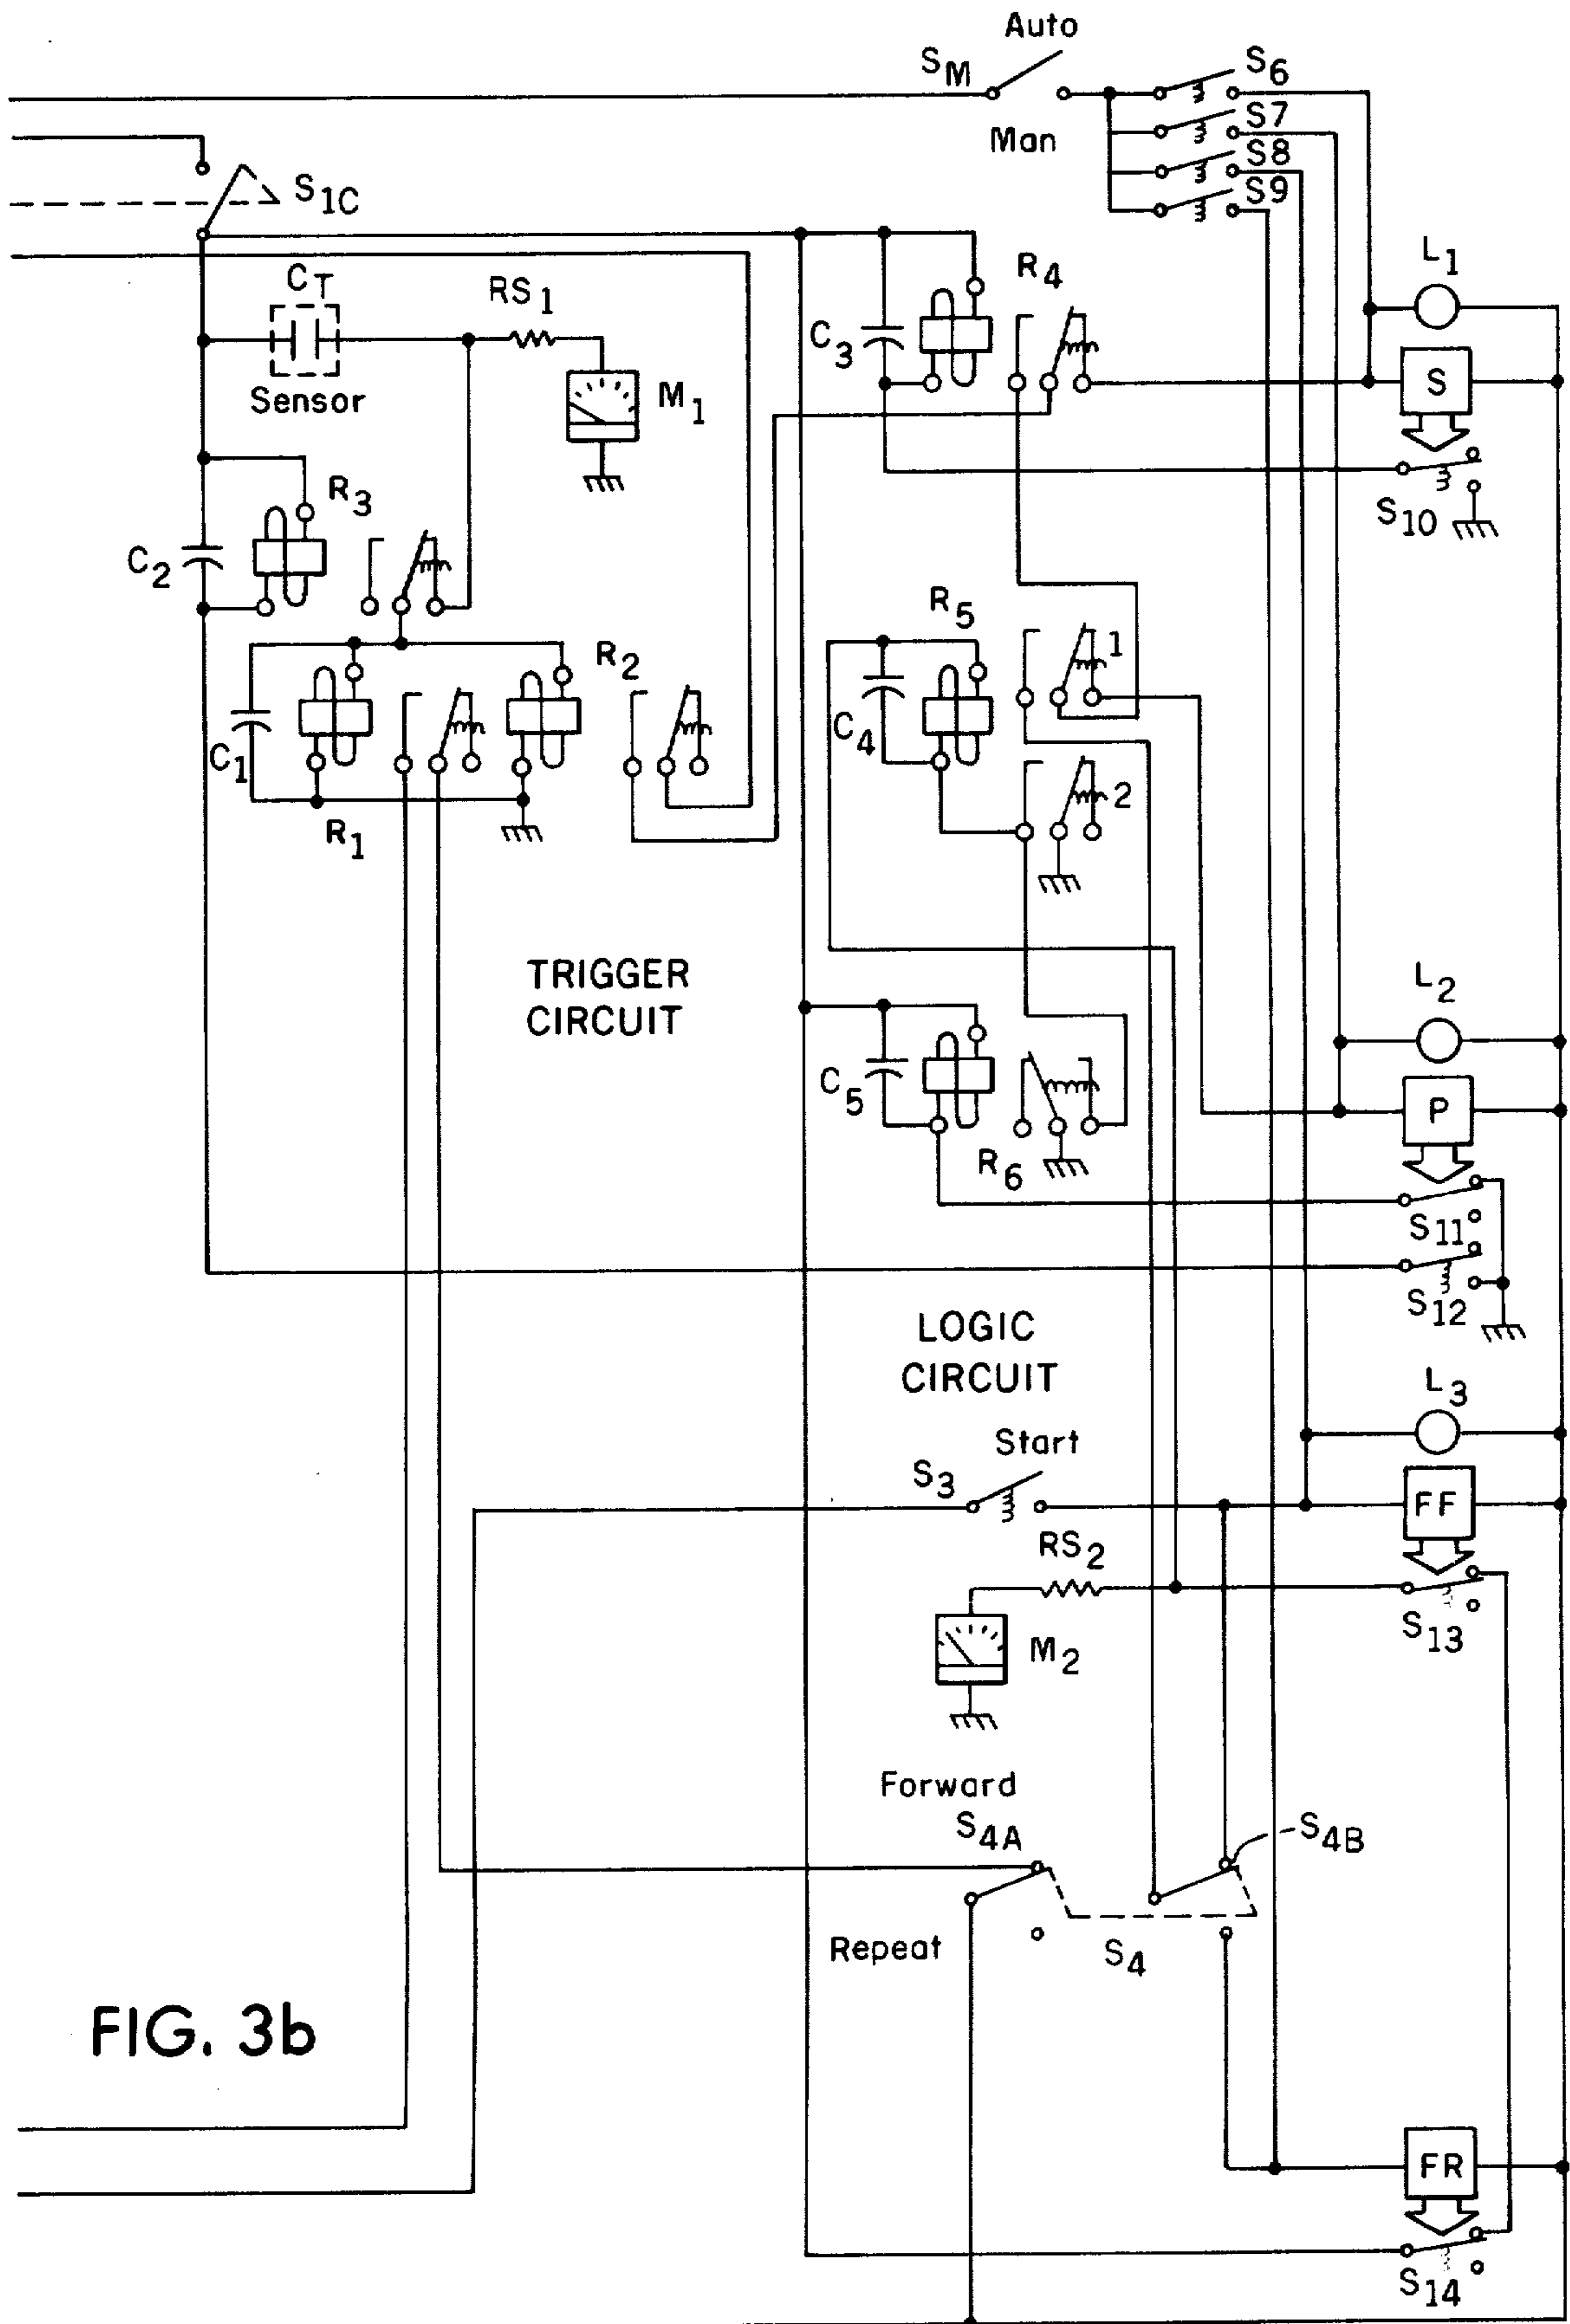 Auto
SM
S6
Man
S7
S8
S9
S1C
L1
CT
RS1
R4
C3
Sensor
M1
S
R3
S10
C2
R5
R2
1
C4
C1
2
R1
TRIGGER
CIRCUIT
L2
C5
P
R6
S11
S12
LOGIC
CIRCUIT
L3
Start
S3
FF
RS2
S13
M2
Forward
S4A
S4B
Repeat
S4
FIG. 3b
FR
S14